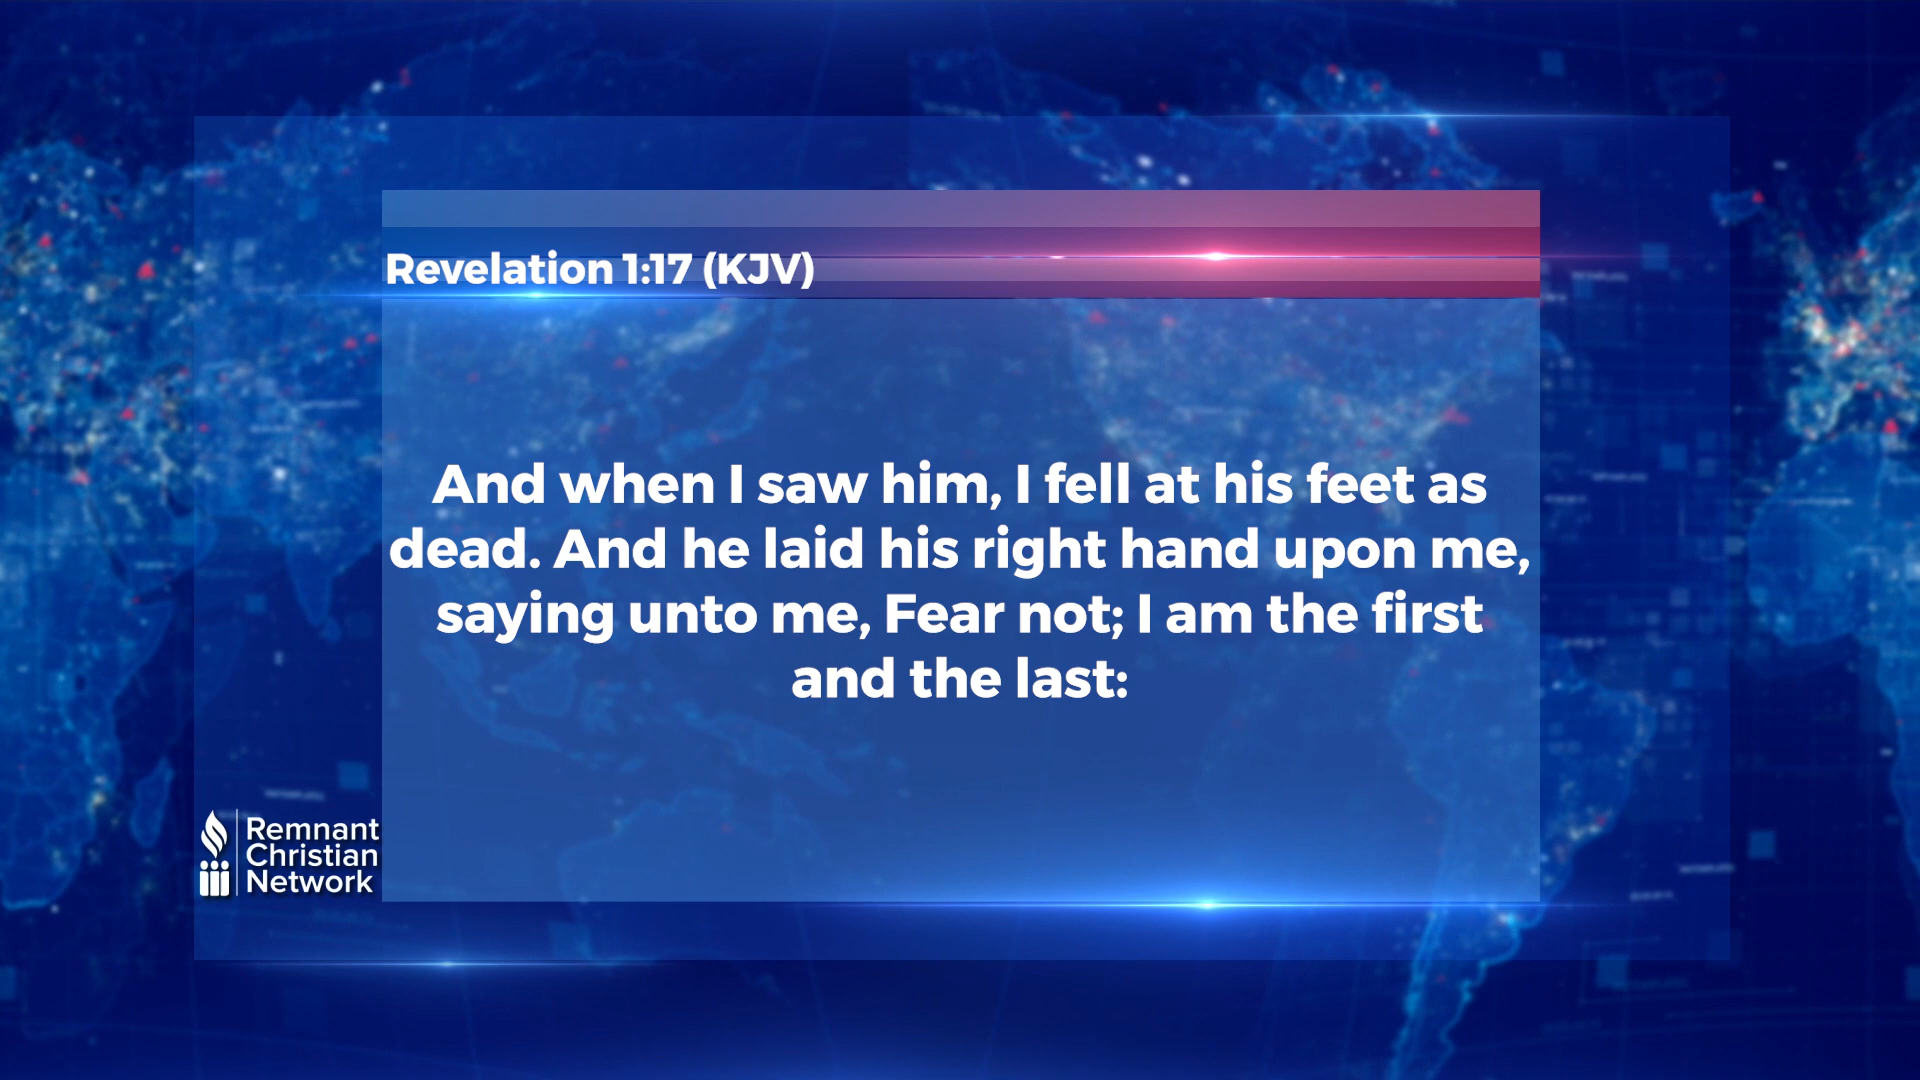 Revelation 1:17 (KJV)
And when I saw him, I fell at his feet as
dead. And he laid his right hand upon me,
saying unto me, Fear not; I am the first
and the last:
Remnant
Christian
Network